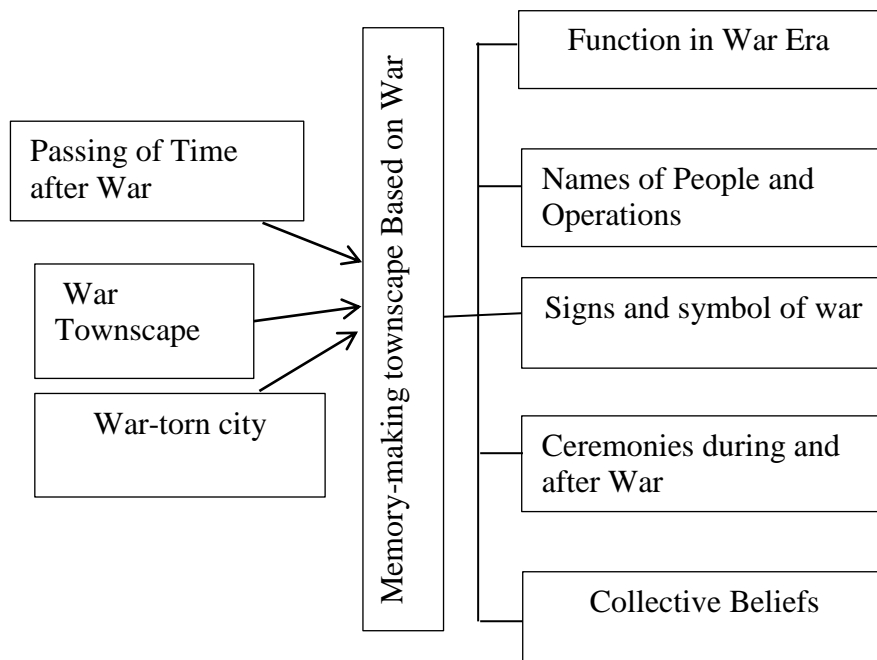 Passing of Time
after War
War
Townscape
War-torn city
Memory-making townscape Based on War
Function in War Era
Names of People and
Operations
Signs and symbol of war
Ceremonies during and
after War
Collective Beliefs